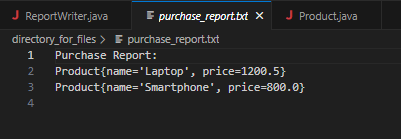 ReportWriter.java purchase_report.txt Product.java
directory_for_files > purchase_report.txt
1 Purchase Report:
2 Product{name='Laptop', price=1200.5}
3 Product{name='Smartphone', price=800.0}
4